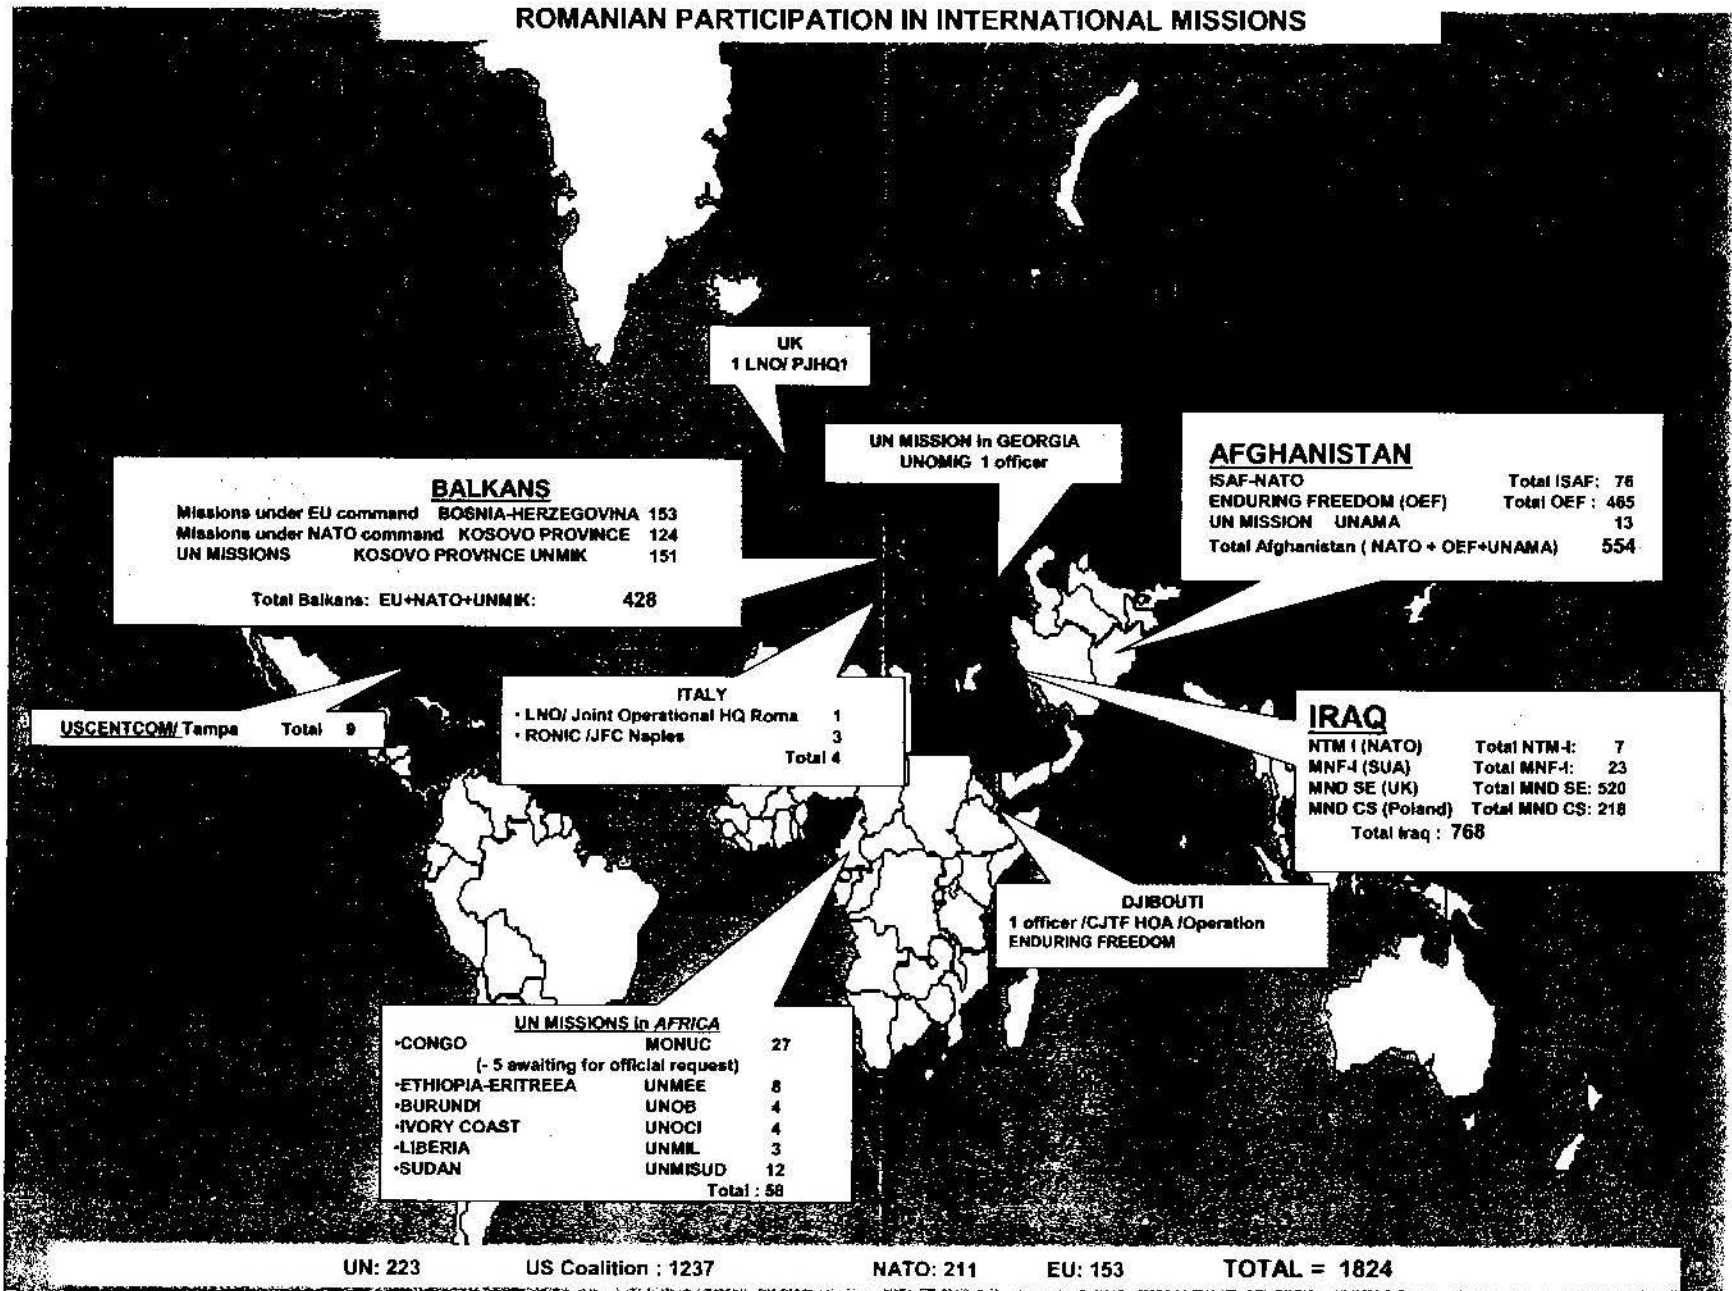 ROMANIAN PARTICIPATION IN INTERNATIONAL MISSIONS
UK
1 LNO/ PJHQ1
UN MISSION in GEORGIA
UNOMIG 1 officer
AFGHANISTAN
ISAF-NATO Total ISAF: 76
ENDURING FREEDOM (OEF) Total OEF : 465
UN MISSION UNAMA 13
Total Afghanistan ( NATO + OEF+UNAMA) 554
BALKANS
Missions under EU command BOSNIA-HERZEGOVINA 153
Missions under NATO command KOSOVO PROVINCE 124
UN MISSIONS KOSOVO PROVINCE UNMIK 151
Total Balkans: EU+NATO+UNMIK: 428
USCENTCOM/ Tampa Total 9
ITALY
• LNO/ Joint Operational HQ Roma 1
• RONIC /JFC Naples 3
Total 4
IRAQ
NTM-I (NATO) Total NTM-I: 7
MNF-I (SUA) Total MNF-I: 23
MND SE (UK) Total MND SE: 520
MND CS (Poland) Total MND CS: 218
Total Iraq : 768
DJIBOUTI
1 officer /CJTF HOA /Operation
ENDURING FREEDOM
UN MISSIONS in AFRICA
•CONGO MONUC 27
(- 5 awaiting for official request)
•ETHIOPIA-ERITREEA UNMEE 8
•BURUNDI UNOB 4
•IVORY COAST UNOCI 4
•LIBERIA UNMIL 3
•SUDAN UNMISUD 12
Total : 58
UN: 223 US Coalition : 1237 NATO: 211 EU: 153 TOTAL = 1824